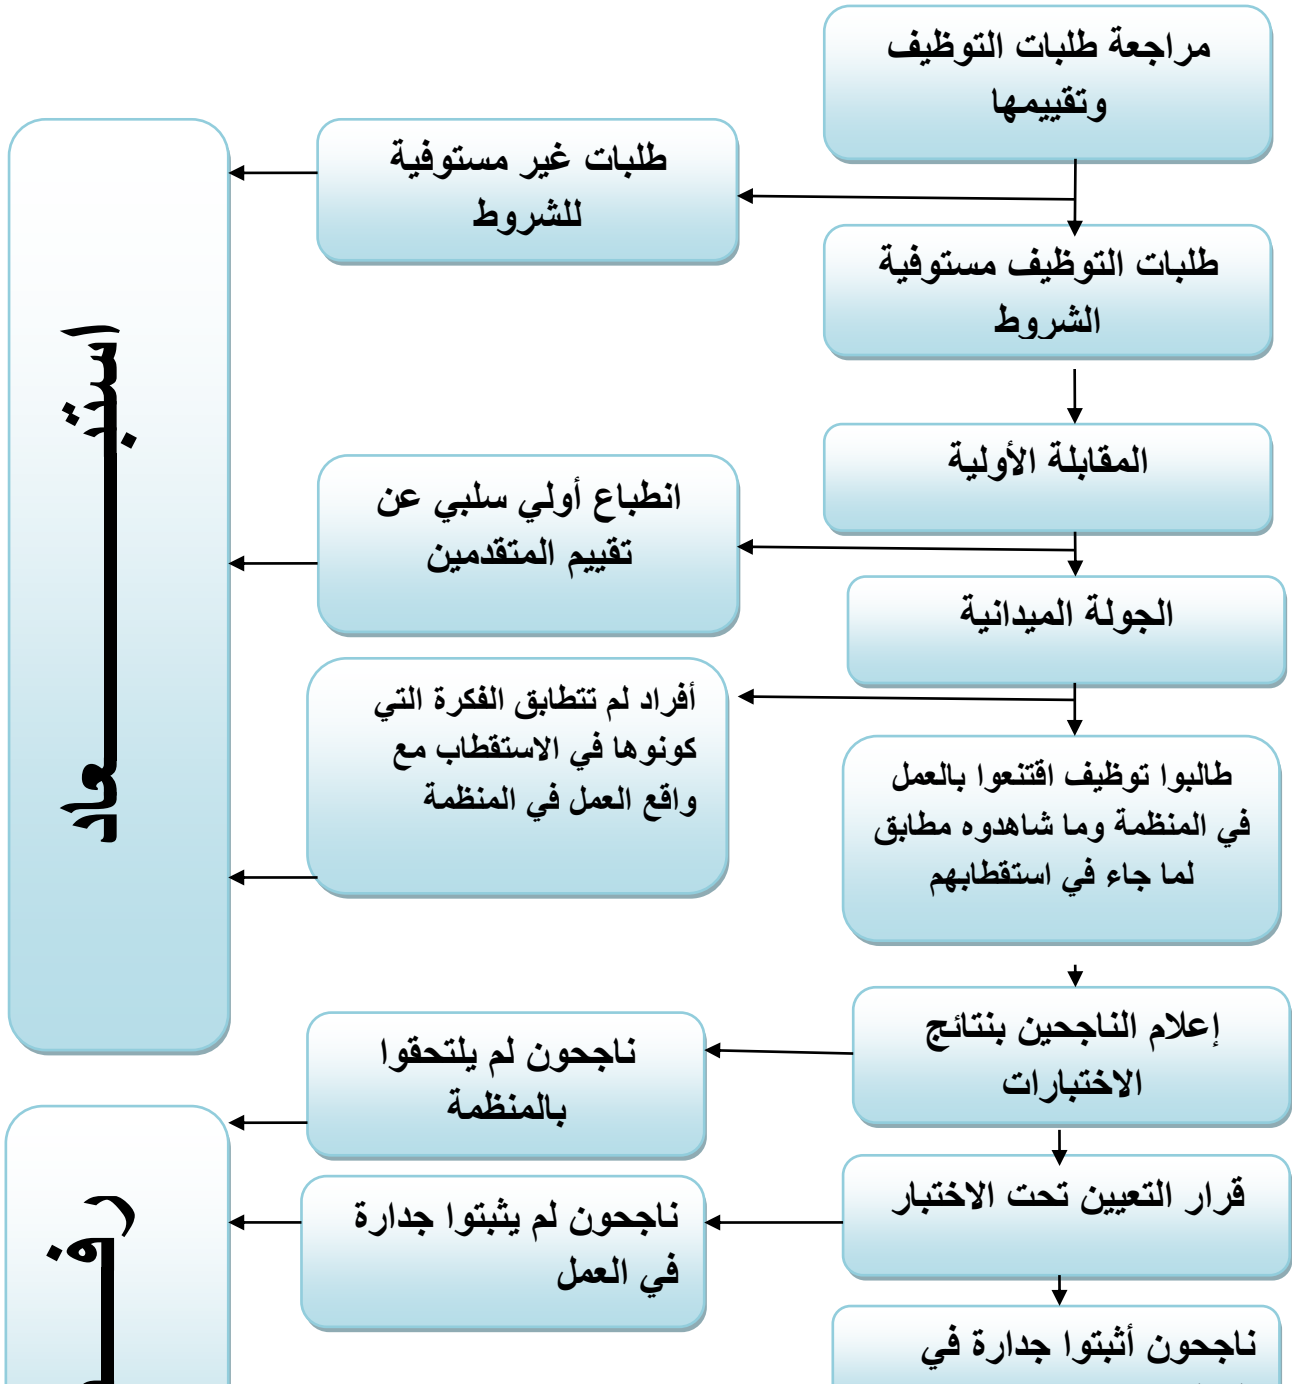 مراجعة طلبات التوظيف
وتقييمها
طلبات غير مستوفية
للشروط
طلبات التوظيف مستوفية
الشروط
استبــــــعاد
المقابلة الأولية
انطباع أولي سلبي عن
تقييم المتقدمين
الجولة الميدانية
أفراد لم تتطابق الفكرة التي
كونوها في الاستقطاب مع
واقع العمل في المنظمة
طالبوا توظيف اقتنعوا بالعمل
في المنظمة وما شاهدوه مطابق
لما جاء في استقطابهم
إعلام الناجحين بنتائج
الاختبارات
ناجحون لم يلتحقوا
بالمنظمة
قرار التعيين تحت الاختبار
ناجحون لم يثبتوا جدارة
في العمل
ناجحون أثبتوا جدارة في